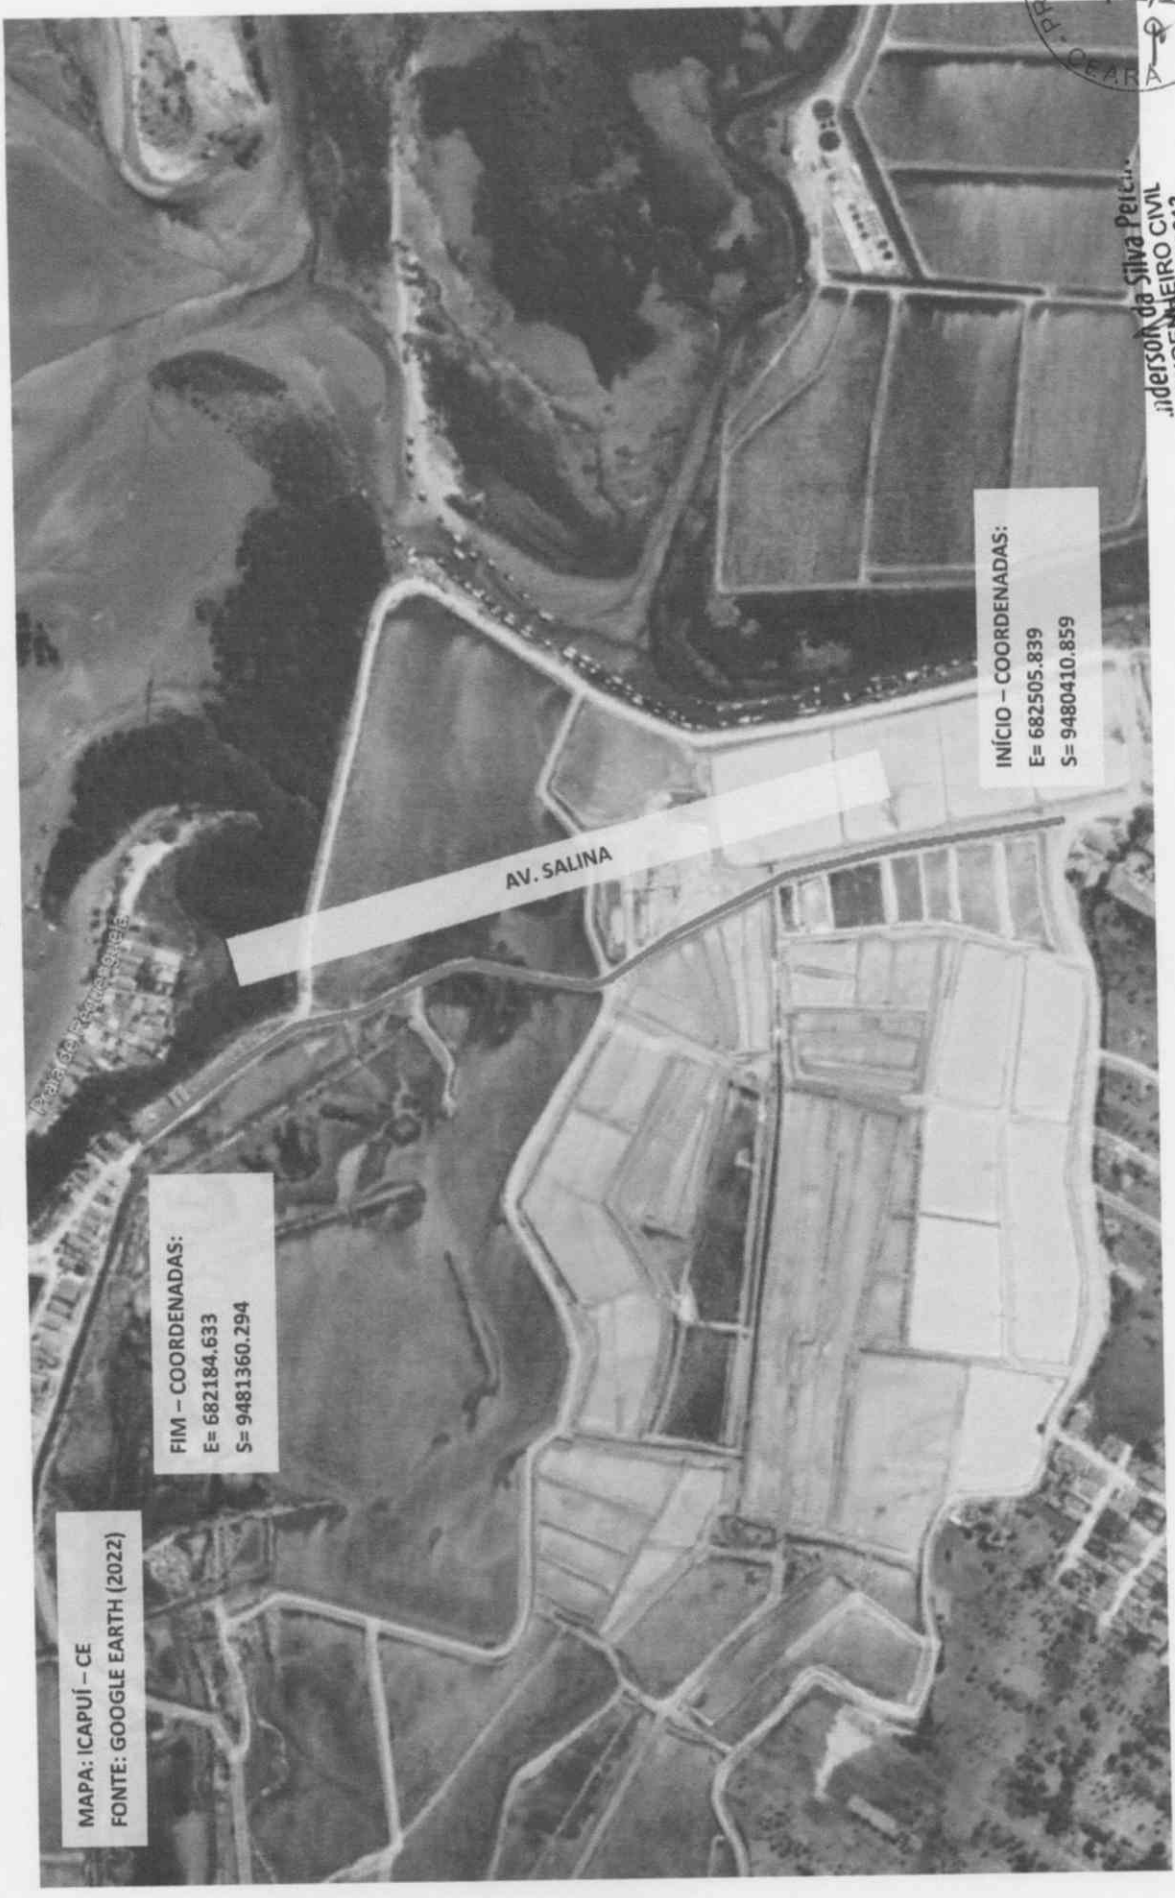 MAPA: ICAPUÍ – CE
FONTE: GOOGLE EARTH (2022)
FIM – COORDENADAS:
E= 682184.633
S= 9481360.294
AV. SALINA
INÍCIO – COORDENADAS:
E= 682505.839
S= 9480410.859
CEARÁ
da Silva
CIVIL